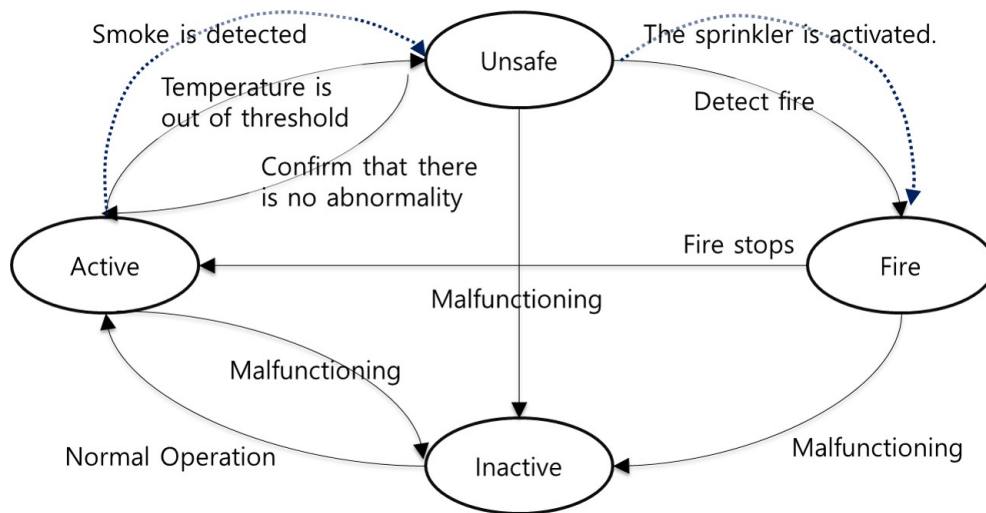 Smoke is detected
Unsafe
The sprinkler is activated.
Temperature is
out of threshold
Detect fire
Confirm that there
is no abnormality
Fire stops
Active
Fire
Malfunctioning
Malfunctioning
Normal Operation
Inactive
Malfunctioning